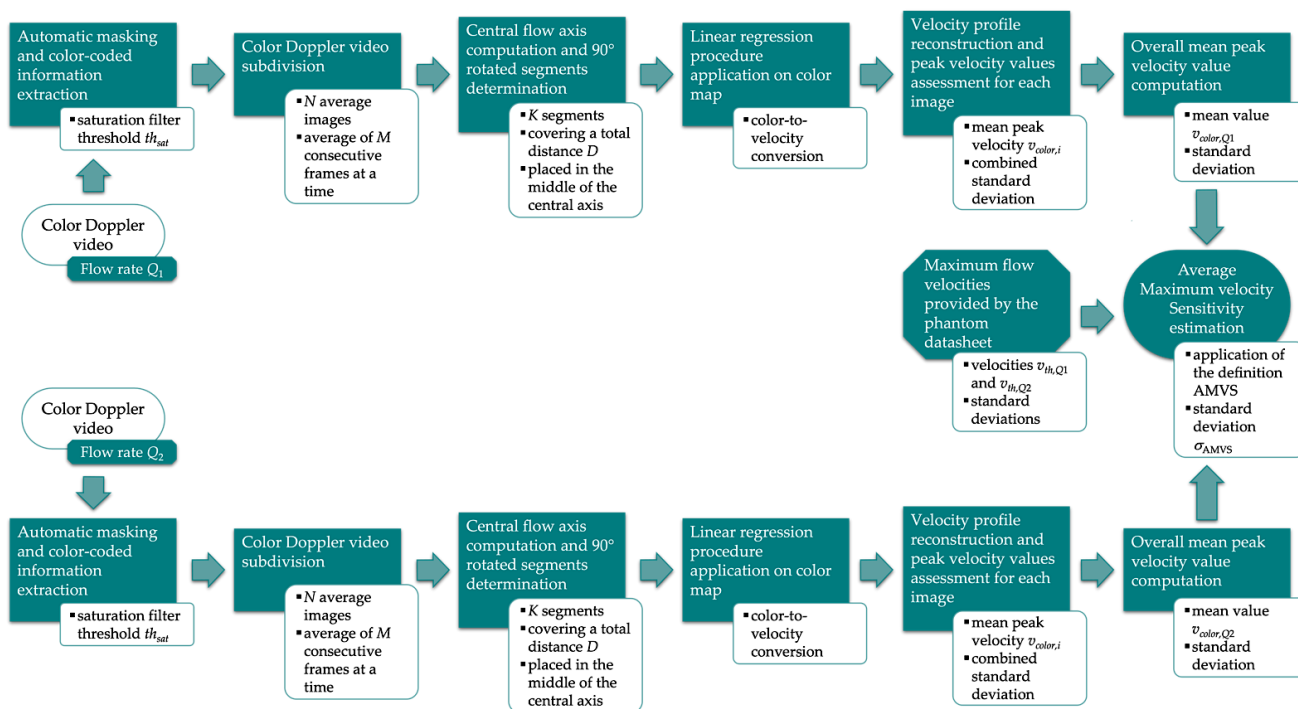 Automatic masking
and color-coded
information
extraction
▪ saturation filter
threshold th_sat
Color Doppler
video
Flow rate Q₁
Color Doppler video
subdivision
▪ N average
images
▪ average of M
consecutive
frames at a
time
Central flow axis
computation and 90°
rotated segments
determination
▪ K segments
▪ covering a total
distance D
▪ placed in the
middle of the
central axis
Linear regression
procedure
application on color
map
▪ color-to-
velocity
conversion
Velocity profile
reconstruction and
peak velocity values
assessment for each
image
▪ mean peak
velocity v_color,i
▪ combined
standard
deviation
Overall mean peak
velocity value
computation
▪ mean value
v_color,Q1
▪ standard
deviation
Maximum flow
velocities
provided by the
phantom
datasheet
▪ velocities v_th,Q1
and v_th,Q2
▪ standard
deviations
Average
Maximum velocity
Sensitivity
estimation
▪ application of
the definition
AMVS
▪ standard
deviation
σ_AMVS
Color Doppler
video
Flow rate Q₂
Automatic masking
and color-coded
information
extraction
▪ saturation filter
threshold th_sat
Color Doppler video
subdivision
▪ N average
images
▪ average of M
consecutive
frames at a
time
Central flow axis
computation and 90°
rotated segments
determination
▪ K segments
▪ covering a total
distance D
▪ placed in the
middle of the
central axis
Linear regression
procedure
application on color
map
▪ color-to-
velocity
conversion
Velocity profile
reconstruction and
peak velocity values
assessment for each
image
▪ mean peak
velocity v_color,i
▪ combined
standard
deviation
Overall mean peak
velocity value
computation
▪ mean value
v_color,Q2
▪ standard
deviation